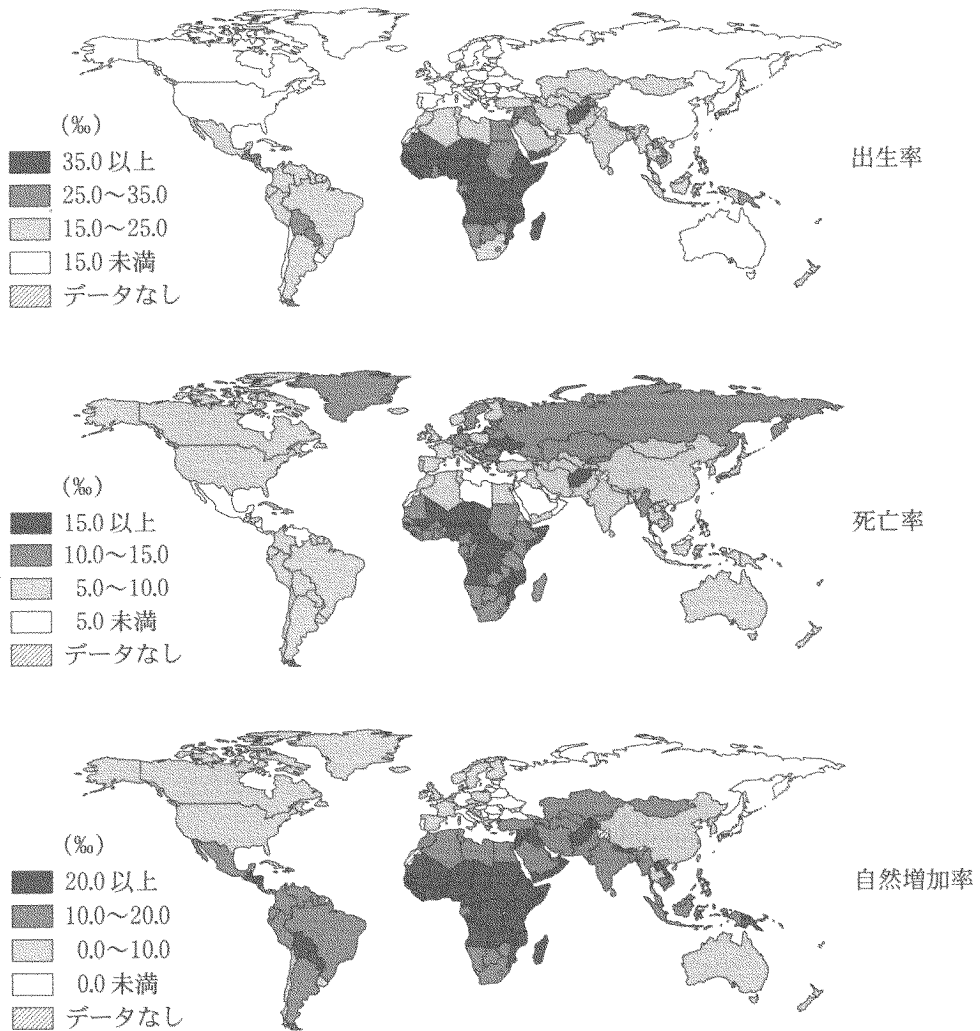 (‰)
35.0 以上
25.0～35.0
15.0～25.0
15.0 未満
データなし
出生率
(‰)
15.0 以上
10.0～15.0
5.0～10.0
5.0 未満
データなし
死亡率
(‰)
20.0 以上
10.0～20.0
0.0～10.0
0.0 未満
データなし
自然増加率